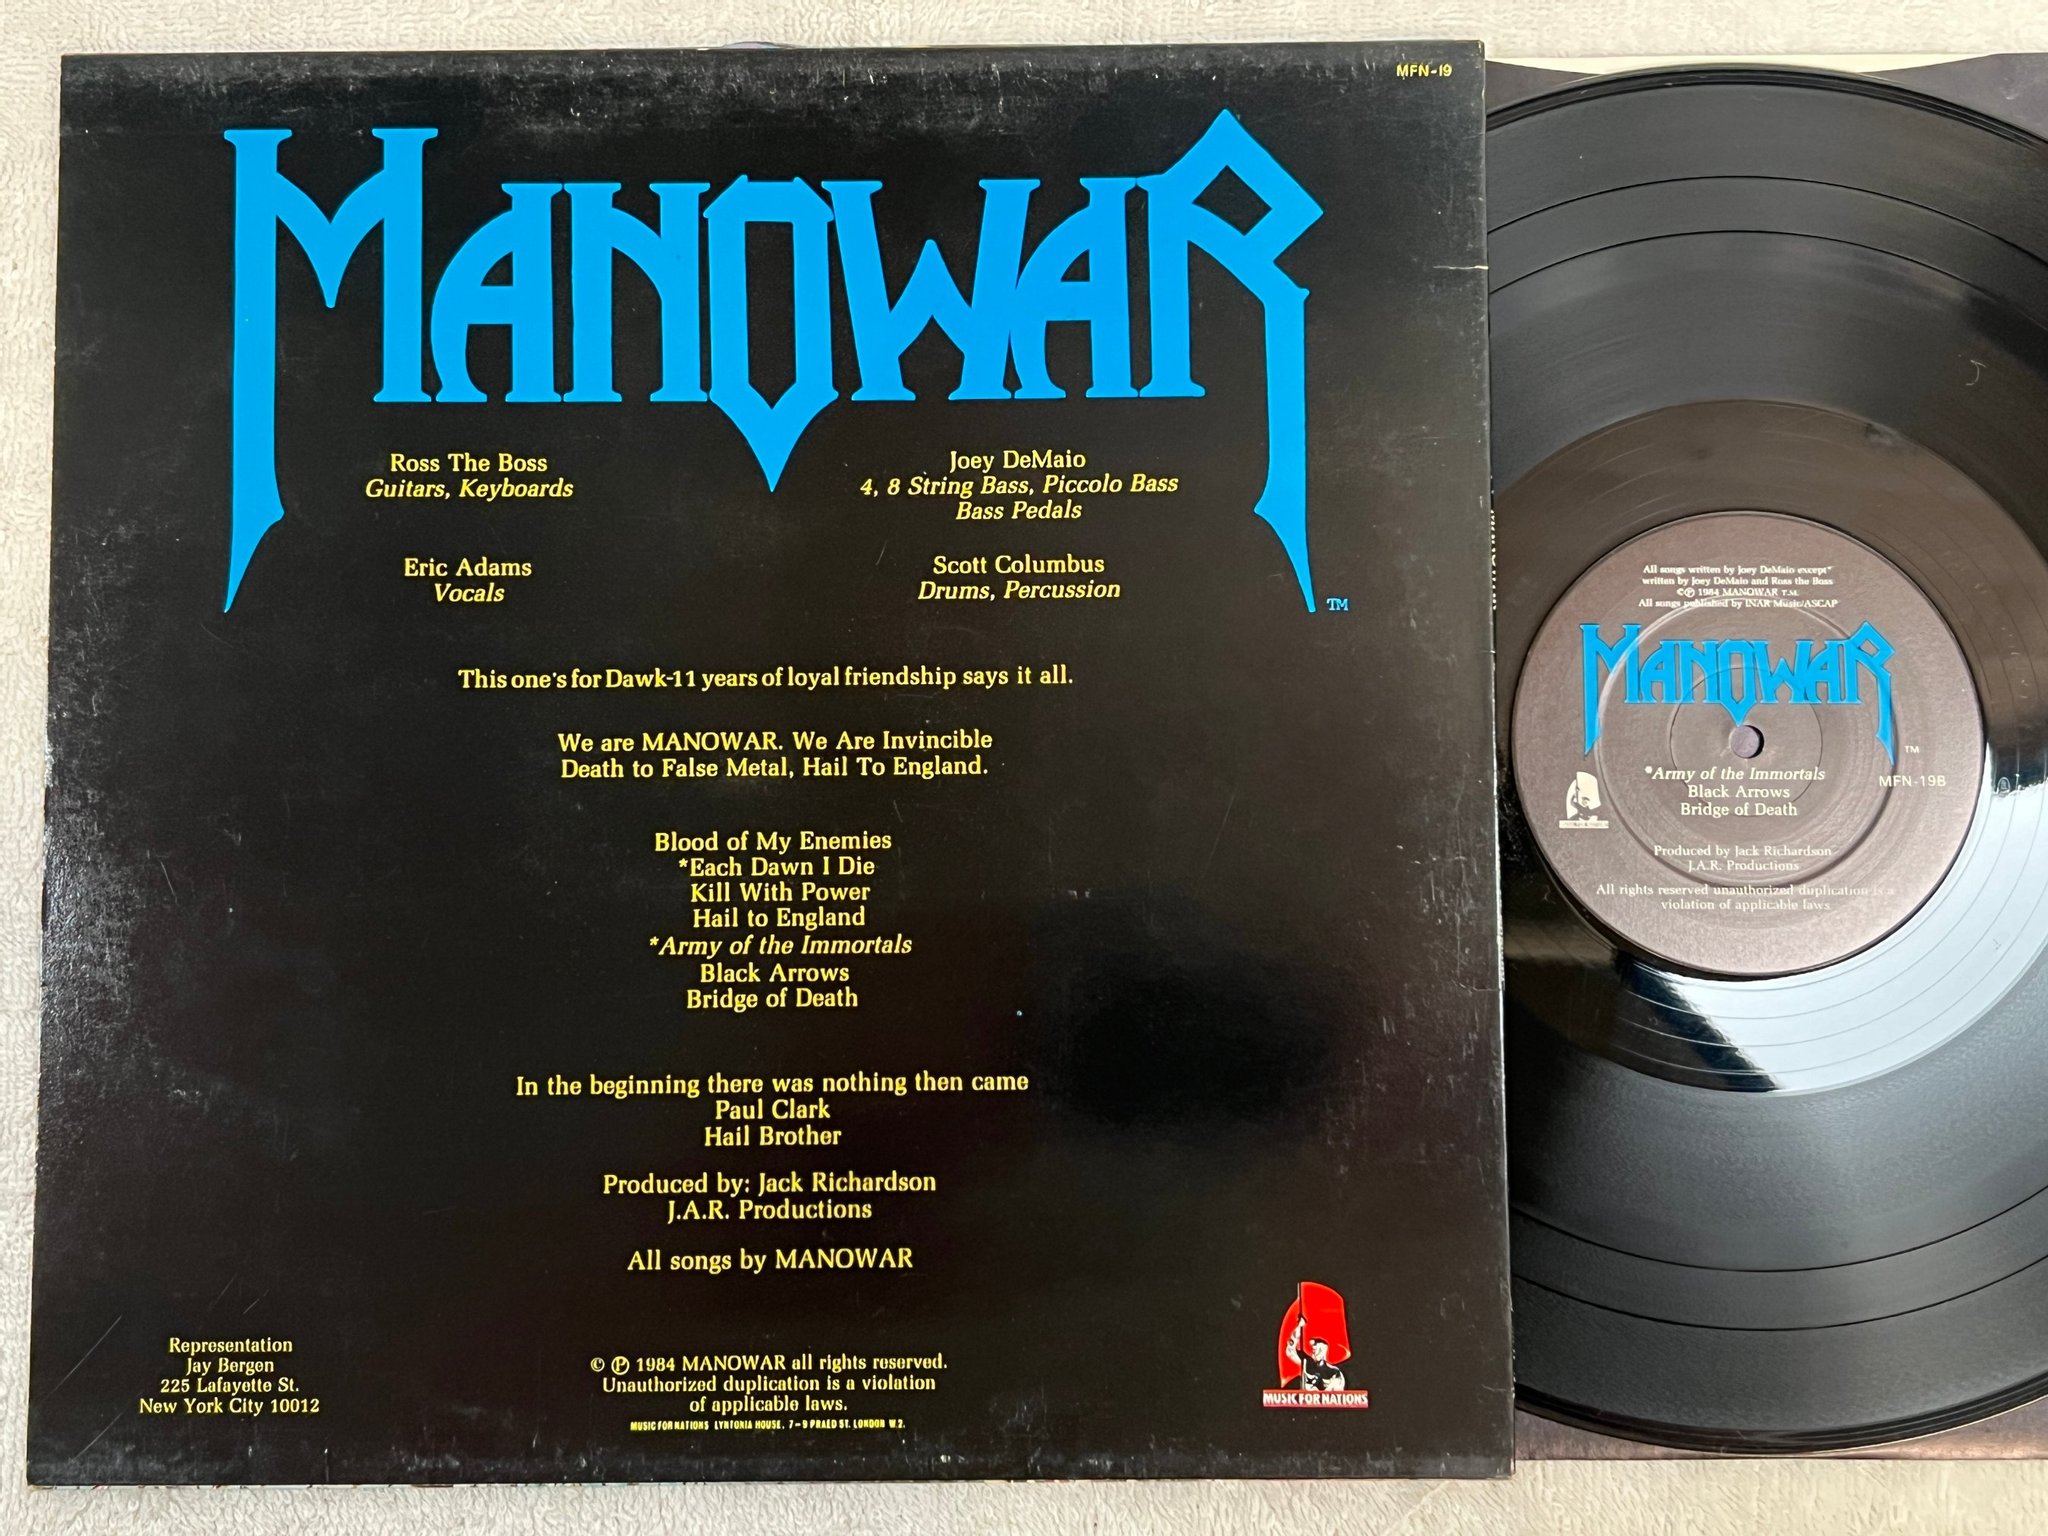 MFN-19
MANOWAR
TM
Ross The Boss
Guitars, Keyboards
Joey DeMaio
4, 8 String Bass, Piccolo Bass
Bass Pedals
Eric Adams
Vocals
Scott Columbus
Drums, Percussion
This one's for Dawk-11 years of loyal friendship says it all.
We are MANOWAR. We Are Invincible
Death to False Metal, Hail To England.
Blood of My Enemies
*Each Dawn I Die
Kill With Power
Hail to England
*Army of the Immortals
Black Arrows
Bridge of Death
In the beginning there was nothing then came
Paul Clark
Hail Brother
Produced by: Jack Richardson
J.A.R. Productions
All songs by MANOWAR
Representation
Jay Bergen
225 Lafayette St.
New York City 10012
© ℗ 1984 MANOWAR all rights reserved.
Unauthorized duplication is a violation
of applicable laws.
MUSIC FOR NATIONS LYNTORIA HOUSE, 7-9 PRAED ST. LONDON W.2.
MUSIC FOR NATIONS
All songs written by Joey DeMaio except*
written by Joey DeMaio and Ross the Boss
©℗ 1984 MANOWAR T.M.
All songs published by INAR Music/ASCAP
MANOWAR
TM
*Army of the Immortals
Black Arrows
Bridge of Death
MFN-19B
Produced by Jack Richardson
J.A.R. Productions
All rights reserved unauthorized duplication is a
violation of applicable laws